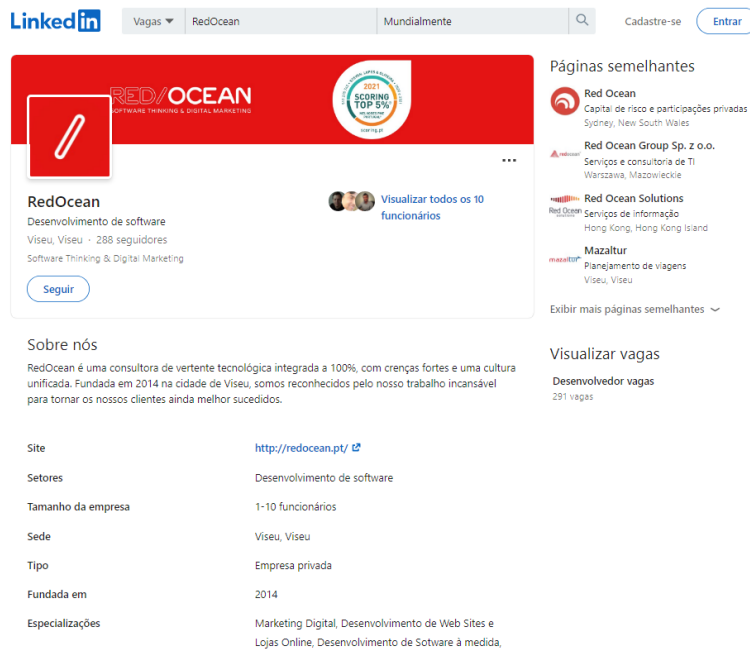 LinkedIn
Vagas
RedOcean
Mundialmente
Cadastre-se
Entrar
RED/OCEAN
SOFTWARE THINKING & DIGITAL MARKETING
2021
SCORING
TOP 5%
scoring.pt
RedOcean
Desenvolvimento de software
Viseu, Viseu · 288 seguidores
Software Thinking & Digital Marketing
Seguir
Visualizar todos os 10
funcionários
Sobre nós
RedOcean é uma consultora de vertente tecnológica integrada a 100%, com crenças fortes e uma cultura
unificada. Fundada em 2014 na cidade de Viseu, somos reconhecidos pelo nosso trabalho incansável
para tornar os nossos clientes ainda melhor sucedidos.
Site
http://redocean.pt/
Setores
Desenvolvimento de software
Tamanho da empresa
1-10 funcionários
Sede
Viseu, Viseu
Tipo
Empresa privada
Fundada em
2014
Especializações
Marketing Digital, Desenvolvimento de Web Sites e
Lojas Online, Desenvolvimento de Sotware à medida,
Páginas semelhantes
Red Ocean
Capital de risco e participações privadas
Sydney, New South Wales
redocean
Red Ocean Group Sp. z o.o.
Serviços e consultoria de TI
Warszawa, Mazowieckie
Red Ocean
Red Ocean Solutions
Serviços de informação
Hong Kong, Hong Kong Island
mazaltur
Mazaltur
Planejamento de viagens
Viseu, Viseu
Exibir mais páginas semelhantes
Visualizar vagas
Desenvolvedor vagas
291 vagas